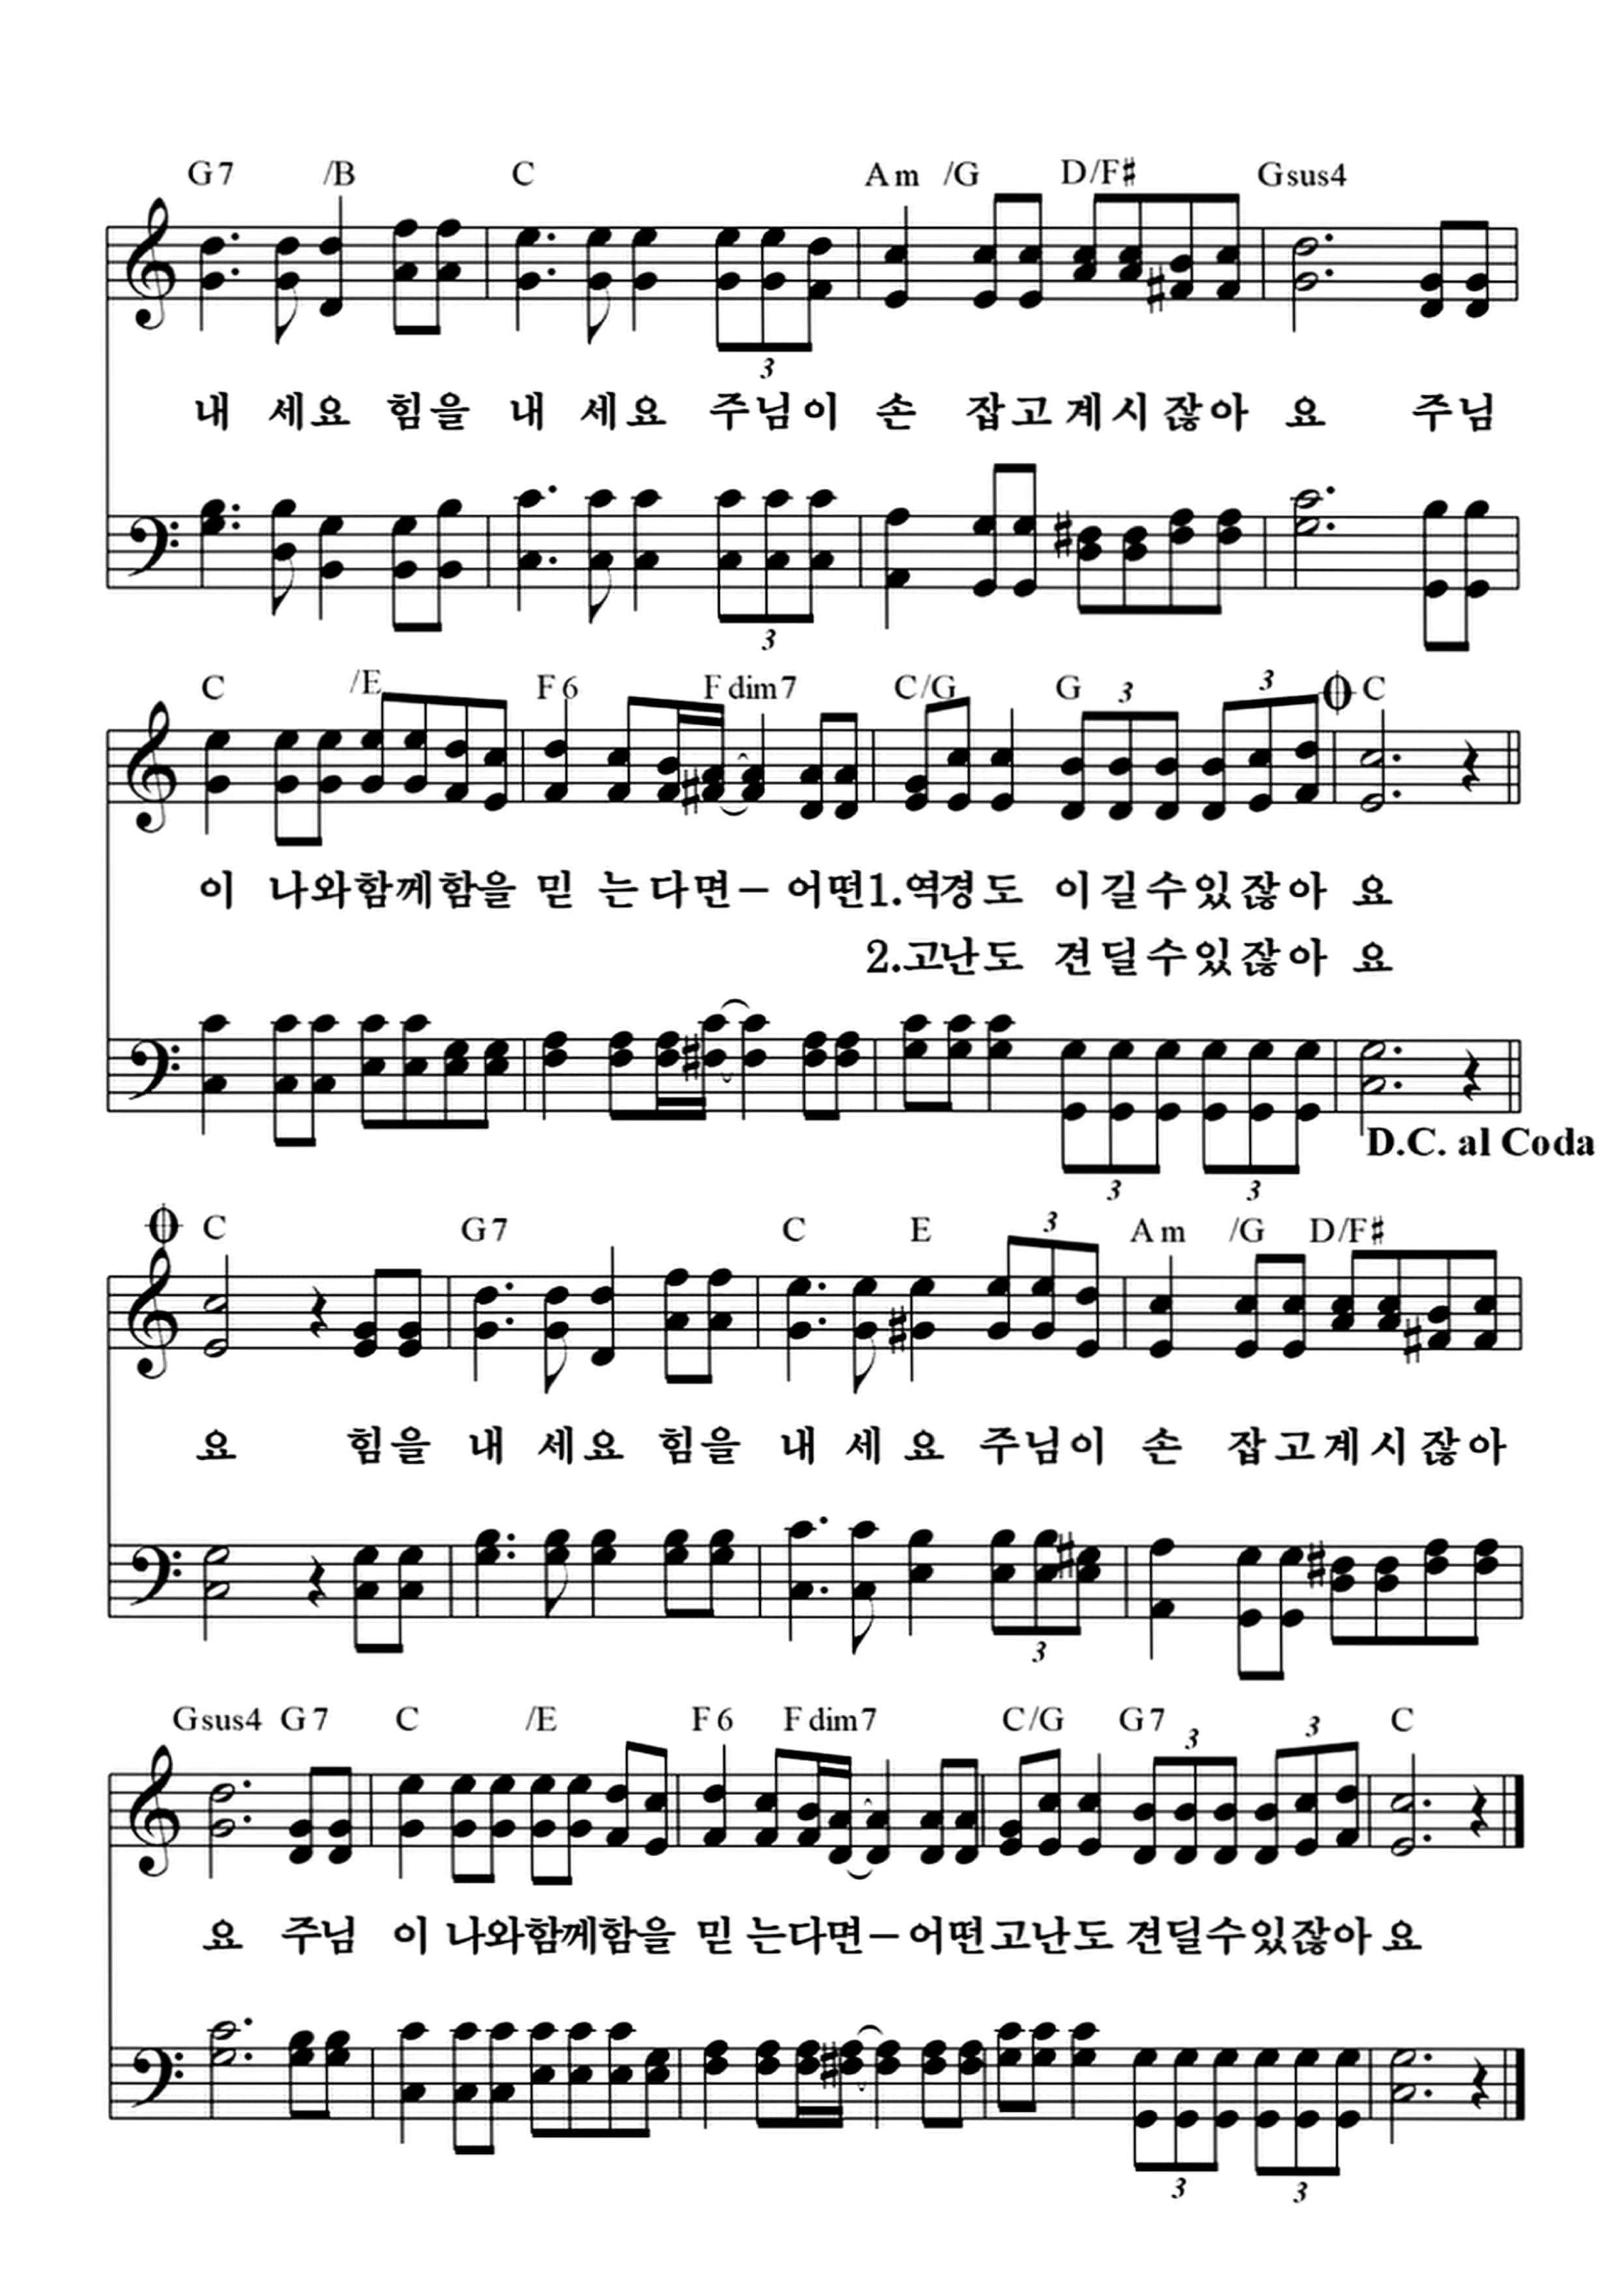 G7 /B C Am /G D/F♯ Gsus4
3
내 세요 힘을 내 세요 주님이 손 잡고계시잖아 요 주님
3
C /E F6 Fdim7 C/G G 3 3 C
이 나와함께함을 믿 는다면– 어떤1.역경도 이길수있잖아 요
2.고난도 견딜수있잖아 요
D.C. al Coda
3 3
C G7 C E 3 Am /G D/F♯
요 힘을 내 세요 힘을 내 세 요 주님이 손 잡고계시잖아
3
Gsus4 G7 C /E F6 Fdim7 C/G G7 3 3 C
요 주님 이 나와함께함을 믿 는다면–어떤고난도 견딜수있잖아요
3 3